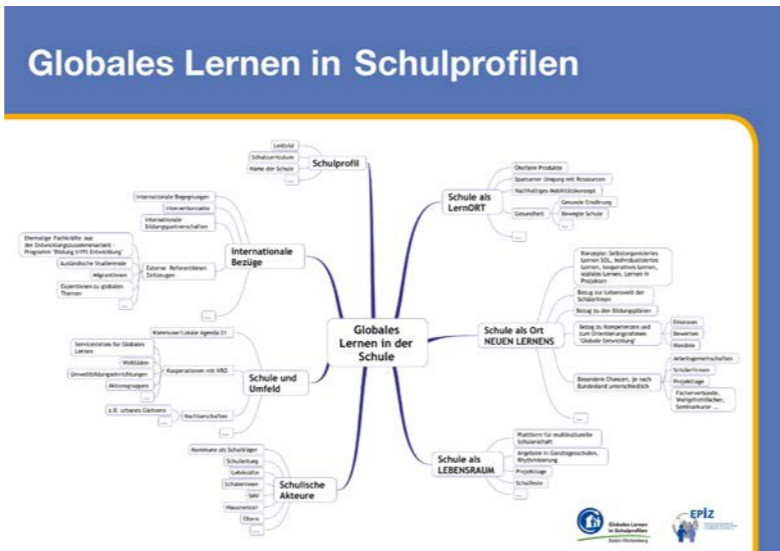 Globales Lernen in Schulprofilen
Leitbild
Schulcurriculum
Name der Schule
...
Schulprofil
Internationale Begegnungen
Internationale
Bildungspartnerschaften
Ehemalige Fachkräfte aus
der Entwicklungszusammenarbeit -
Programm "Bildung trifft Entwicklung"
Ausländische Studierende
MigrantInnen
ExpertInnen zu globalen
Themen
...
Externe ReferentInnen
Zeitzeugen
...
Internationale
Bezüge
Kommune/Lokale Agenda 21
Servicestellen für Globales
Lernen
Weltläden
Umweltbildungseinrichtungen
Aktionsgruppen
...
Kooperationen mit NRO
z.B. urbanes Gärtnern
...
Nachbarschaften
...
Schule und
Umfeld
Kommune als Schulträger
Schulleitung
Lehrkräfte
SchülerInnen
SMV
Hausmeister
Eltern
...
Schulische
Akteure
Globales
Lernen in der
Schule
Schule als
LernORT
Ökofaire Produkte
Sparsamer Umgang mit Ressourcen
Nachhaltiges Mobilitätskonzept
Gesundheit
Gesunde Ernährung
Bewegte Schule
...
...
Schule als Ort
NEUEN LERNENS
Konzepte: Selbstorganisiertes
Lernen SOL, individualisiertes
Lernen, kooperatives Lernen,
soziales Lernen, Lernen in
Projekten
Bezug zur Lebenswelt der
SchülerInnen
Bezug zu den Bildungsplänen
Bezug zu Kompetenzen und
zum Orientierungsrahmen
"Globale Entwicklung"
Erkennen
Bewerten
Handeln
Besondere Chancen, je nach
Bundesland unterschiedlich
Arbeitsgemeinschaften
Schülerfirmen
Projekttage
Fächerverbünde,
Wahlpflichtfächer,
Seminarkurse ...
...
Schule als
LEBENSRAUM
Plattform für multikulturelle
Schülerschaft
Angebote in Ganztagesschulen,
Rhythmisierung
Projekttage
Schulfeste
...
Globales Lernen
in Schulprofilen
Baden-Württemberg
EPiZ